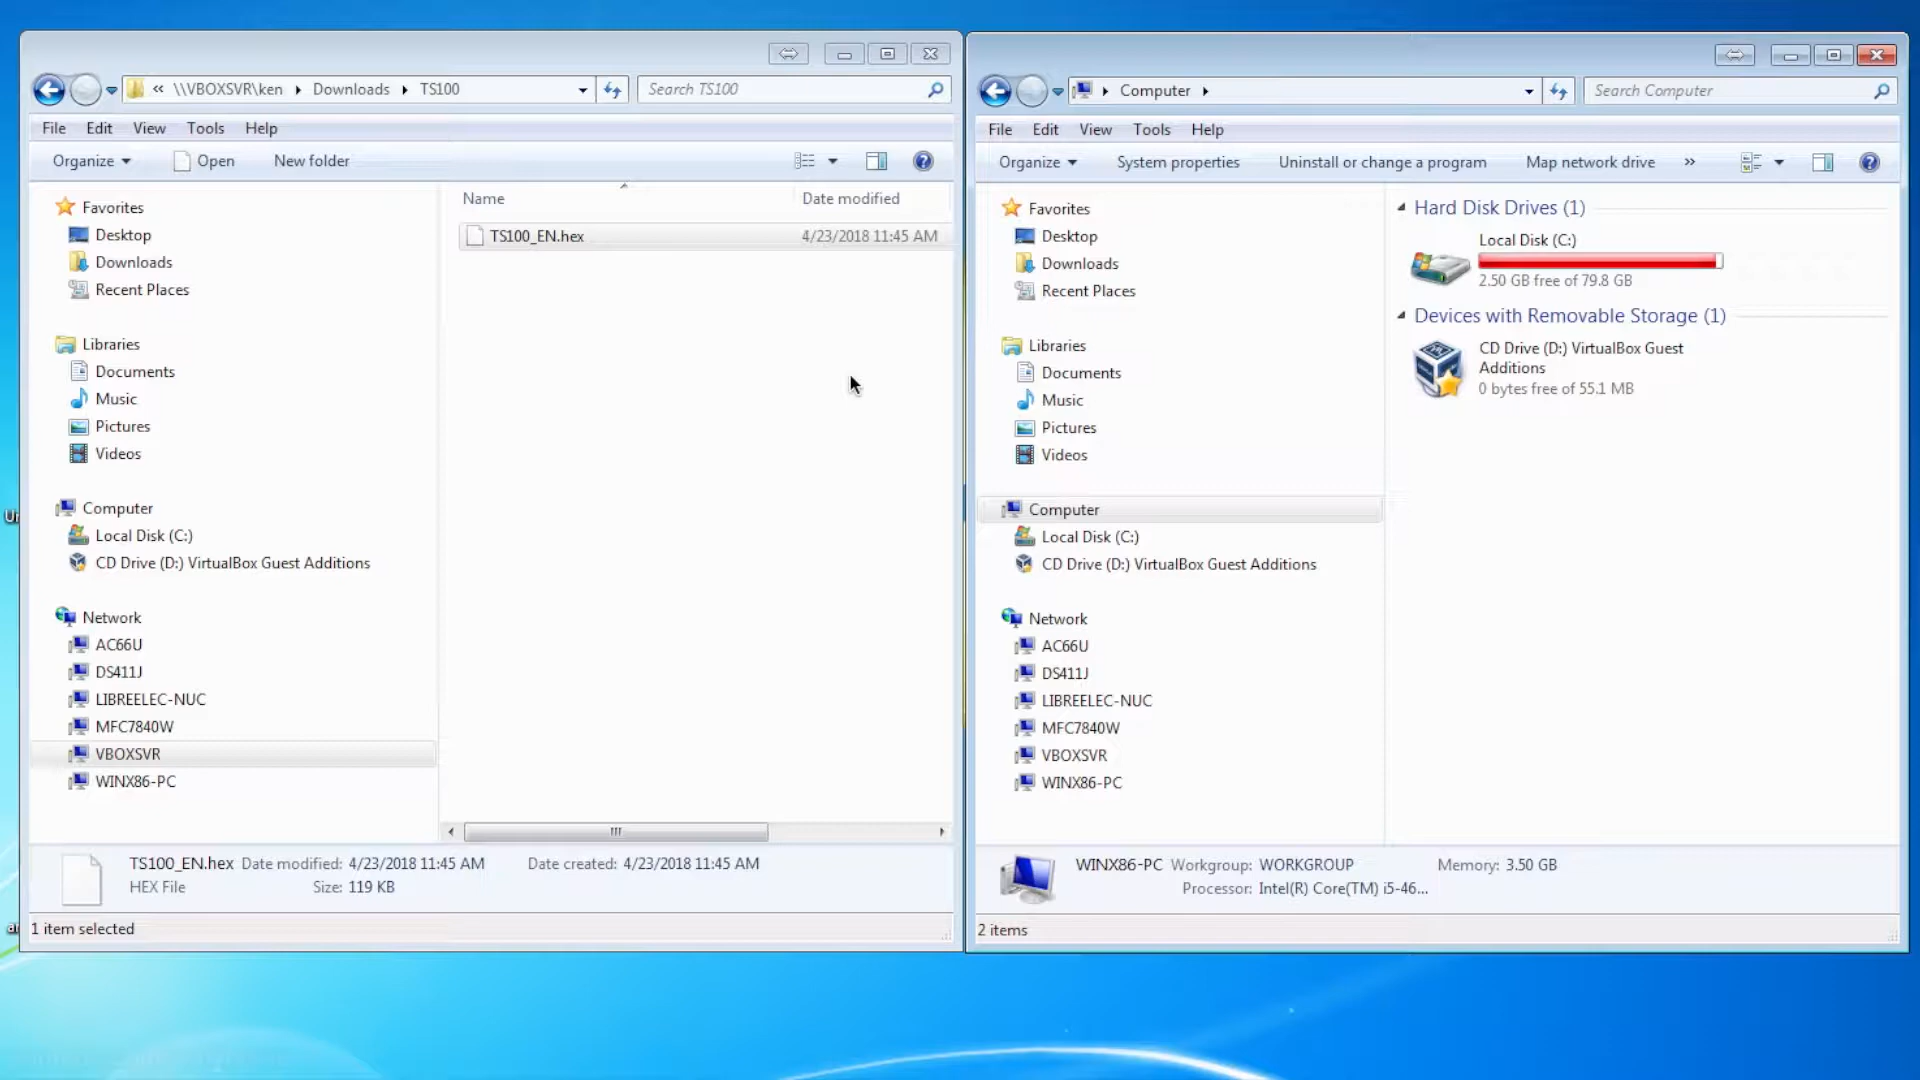 « \\VBOXSVR\ken Downloads TS100
Search TS100
File Edit View Tools Help
Organize Open New folder
Favorites
Desktop
Downloads
Recent Places
Libraries
Documents
Music
Pictures
Videos
Computer
Local Disk (C:)
CD Drive (D:) VirtualBox Guest Additions
Network
AC66U
DS411J
LIBREELEC-NUC
MFC7840W
VBOXSVR
WINX86-PC
Name Date modified
TS100_EN.hex 4/23/2018 11:45 AM
TS100_EN.hex Date modified: 4/23/2018 11:45 AM Date created: 4/23/2018 11:45 AM
HEX File Size: 119 KB
1 item selected
Computer
Search Computer
File Edit View Tools Help
Organize System properties Uninstall or change a program Map network drive »
Favorites
Desktop
Downloads
Recent Places
Libraries
Documents
Music
Pictures
Videos
Computer
Local Disk (C:)
CD Drive (D:) VirtualBox Guest Additions
Network
AC66U
DS411J
LIBREELEC-NUC
MFC7840W
VBOXSVR
WINX86-PC
Hard Disk Drives (1)
Local Disk (C:)
2.50 GB free of 79.8 GB
Devices with Removable Storage (1)
CD Drive (D:) VirtualBox Guest
Additions
0 bytes free of 55.1 MB
WINX86-PC Workgroup: WORKGROUP Memory: 3.50 GB
Processor: Intel(R) Core(TM) i5-46...
2 items